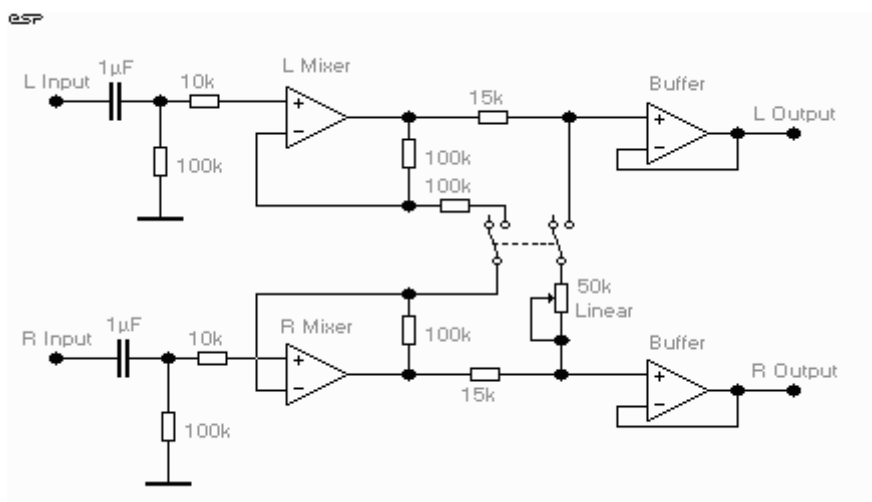 ESP
L Input
1µF
10k
L Mixer
15k
Buffer
L Output
100k
100k
100k
50k
Linear
R Input
1µF
10k
R Mixer
100k
15k
Buffer
R Output
100k
+
−
+
−
+
−
+
−